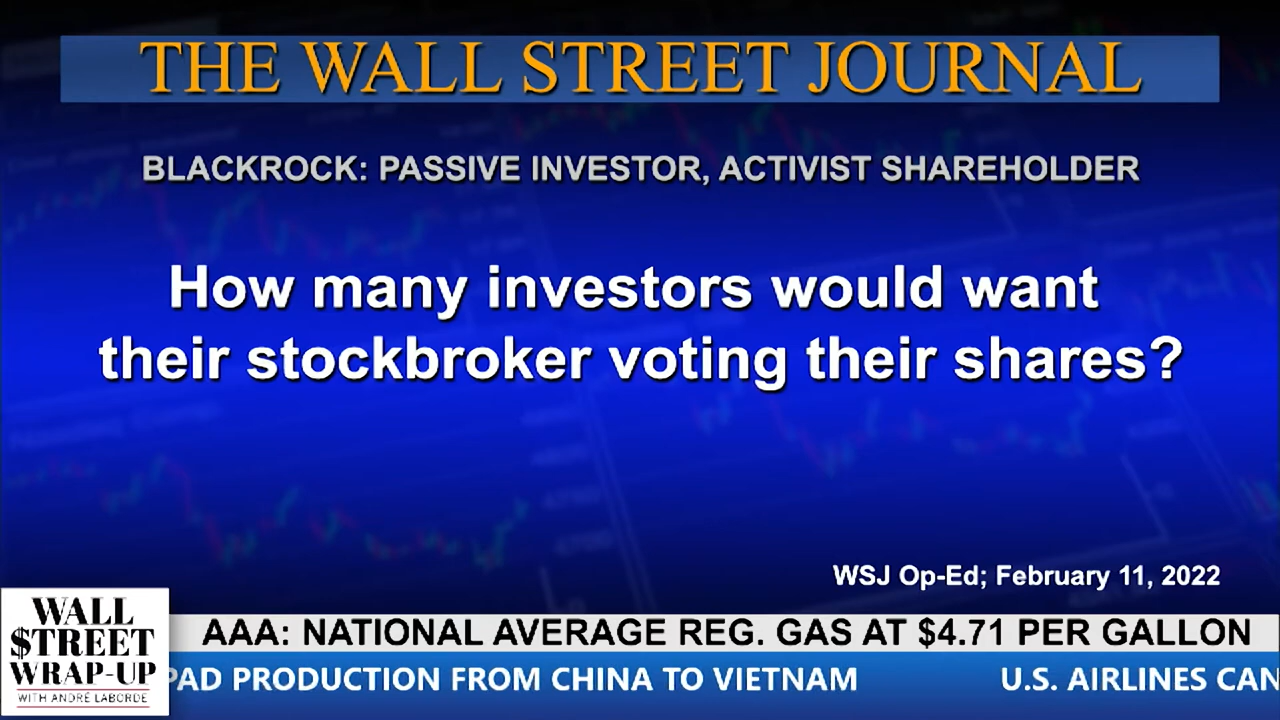 THE WALL STREET JOURNAL
BLACKROCK: PASSIVE INVESTOR, ACTIVIST SHAREHOLDER
How many investors would want
their stockbroker voting their shares?
WSJ Op-Ed; February 11, 2022
WALL
$TREET
WRAP-UP
WITH ANDRÉ LABORDE
AAA: NATIONAL AVERAGE REG. GAS AT $4.71 PER GALLON
PAD PRODUCTION FROM CHINA TO VIETNAM
U.S. AIRLINES CAN